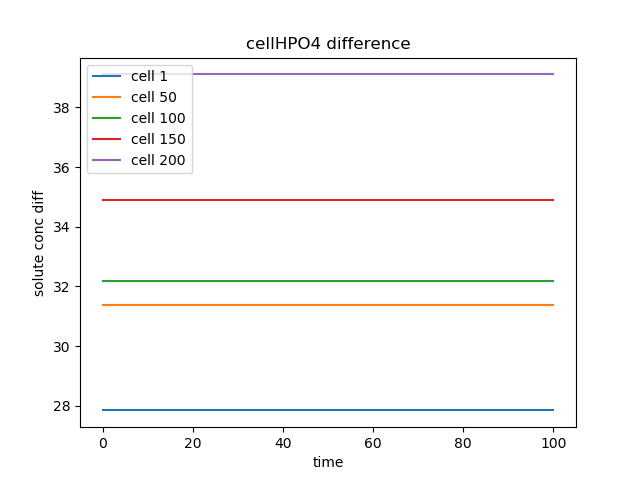 cellHPO4 difference
cell 1
cell 50
cell 100
cell 150
cell 200
solute conc diff
38
36
34
32
30
28
0 20 40 60 80 100
time